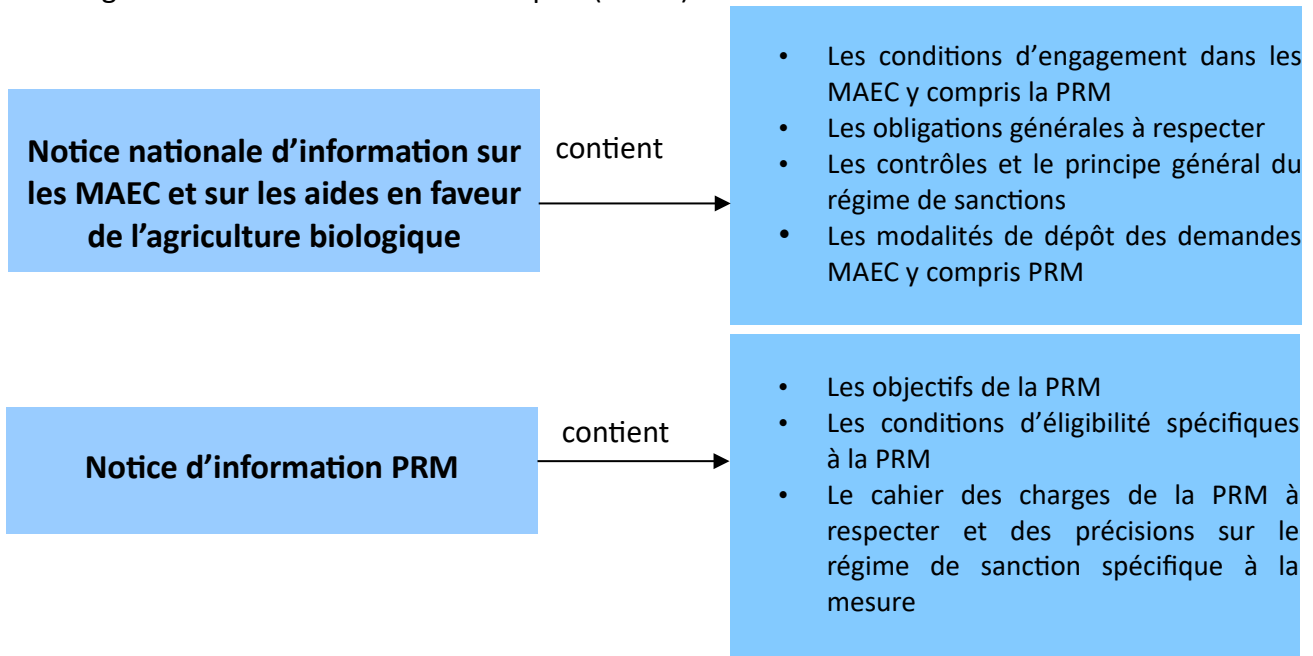 Notice nationale d'information sur
les MAEC et sur les aides en faveur
de l'agriculture biologique
contient
• Les conditions d'engagement dans les
MAEC y compris la PRM
• Les obligations générales à respecter
• Les contrôles et le principe général du
régime de sanctions
• Les modalités de dépôt des demandes
MAEC y compris PRM
Notice d'information PRM
contient
• Les objectifs de la PRM
• Les conditions d'éligibilité spécifiques
à la PRM
• Le cahier des charges de la PRM à
respecter et des précisions sur le
régime de sanction spécifique à la
mesure